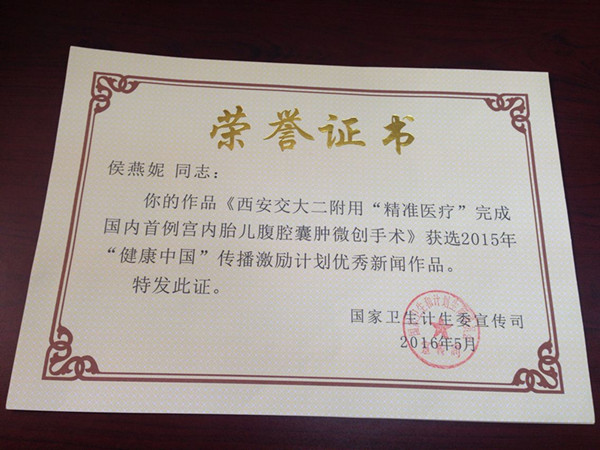 荣誉证书
侯燕妮 同志：
你的作品《西安交大二附用“精准医疗”完成
国内首例宫内胎儿腹腔囊肿微创手术》获选2015年
“健康中国”传播激励计划优秀新闻作品。
特发此证。
国家卫生计生委宣传司
2016年5月
宣传司